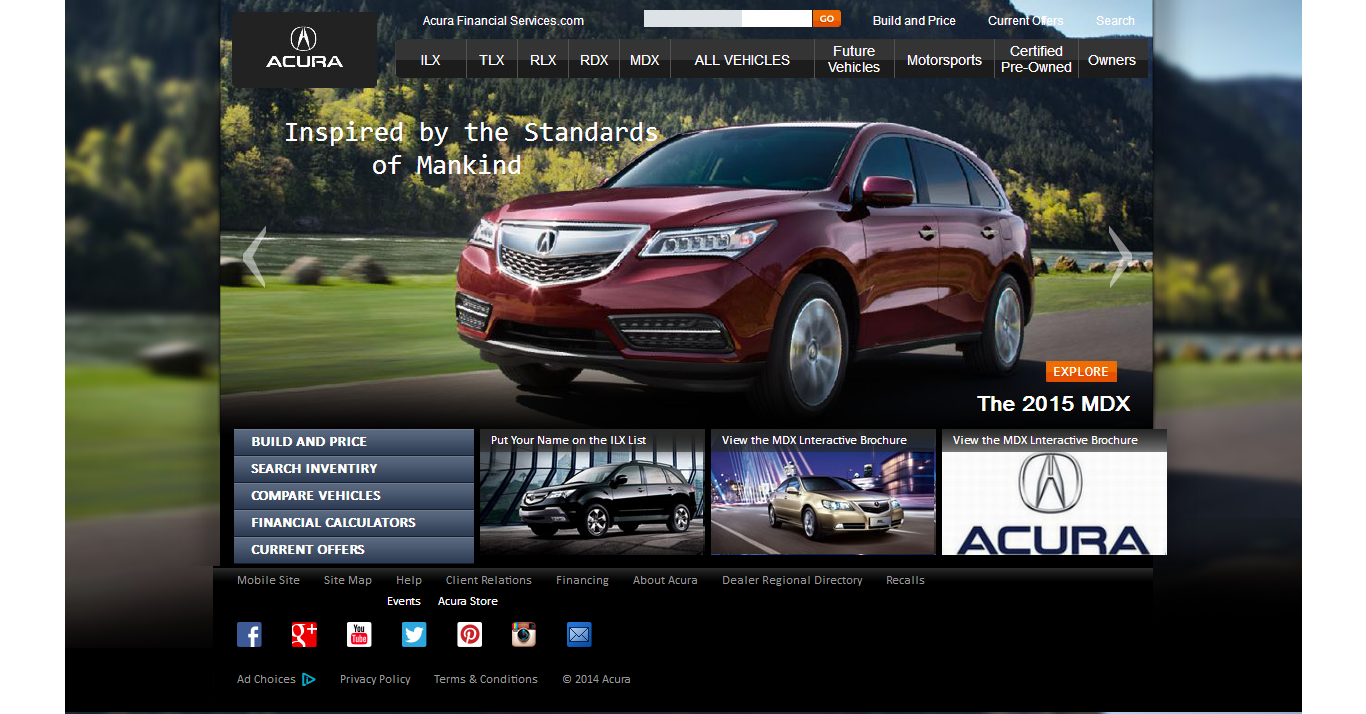 Acura Financial Services.com
GO
Build and Price
Current Offers
Search
ACURA
ILX
TLX
RLX
RDX
MDX
ALL VEHICLES
Future
Vehicles
Motorsports
Certified
Pre-Owned
Owners
Inspired by the Standards
of Mankind
EXPLORE
The 2015 MDX
BUILD AND PRICE
SEARCH INVENTIRY
COMPARE VEHICLES
FINANCIAL CALCULATORS
CURRENT OFFERS
Put Your Name on the ILX List
View the MDX Lnteractive Brochure
View the MDX Lnteractive Brochure
ACURA
Mobile Site
Site Map
Help
Client Relations
Financing
About Acura
Dealer Regional Directory
Recalls
Events
Acura Store
You
Tube
Ad Choices
Privacy Policy
Terms & Conditions
© 2014 Acura